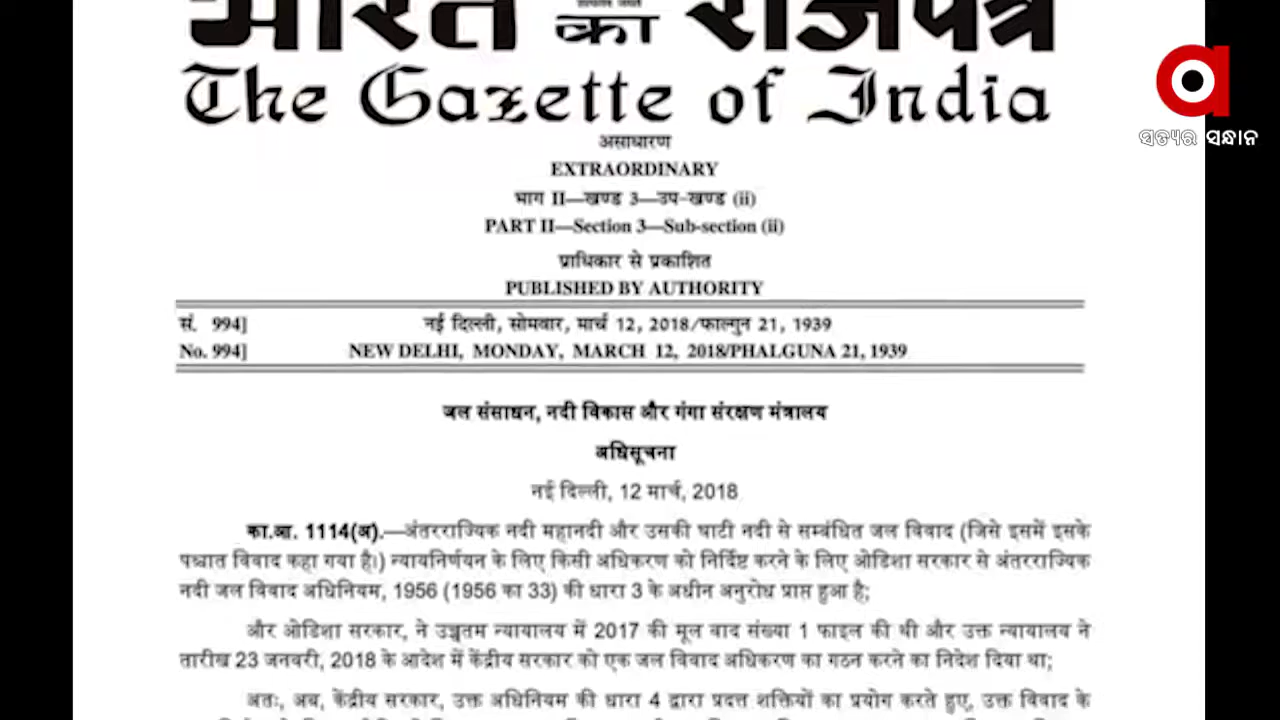 भारत का राजपत्र
The Gazette of India
असाधारण
EXTRAORDINARY
भाग II—खण्ड 3—उप-खण्ड (ii)
PART II—Section 3—Sub-section (ii)
प्राधिकार से प्रकाशित
PUBLISHED BY AUTHORITY
सं. 994] नई दिल्ली, सोमवार, मार्च 12, 2018/फाल्गुन 21, 1939
No. 994] NEW DELHI, MONDAY, MARCH 12, 2018/PHALGUNA 21, 1939
जल संसाधन, नदी विकास और गंगा संरक्षण मंत्रालय
अधिसूचना
नई दिल्ली, 12 मार्च, 2018
का.आ. 1114(अ).—अंतरराज्यिक नदी महानदी और उसकी घाटी नदी से सम्बंधित जल विवाद (जिसे इसमें इसके
पश्चात विवाद कहा गया है।) न्यायनिर्णयन के लिए किसी अधिकरण को निर्दिष्ट करने के लिए ओडिशा सरकार से अंतरराज्यिक
नदी जल विवाद अधिनियम, 1956 (1956 का 33) की धारा 3 के अधीन अनुरोध प्राप्त हुआ है;
और ओडिशा सरकार, ने उच्चतम न्यायालय में 2017 की मूल वाद संख्या 1 फाइल की थी और उक्त न्यायालय ने
तारीख 23 जनवरी, 2018 के आदेश में केंद्रीय सरकार को एक जल विवाद अधिकरण का गठन करने का निदेश दिया था;
अतः, अब, केंद्रीय सरकार, उक्त अधिनियम की धारा 4 द्वारा प्रदत्त शक्तियों का प्रयोग करते हुए, उक्त विवाद के
ସତ୍ୟର ସନ୍ଧାନ